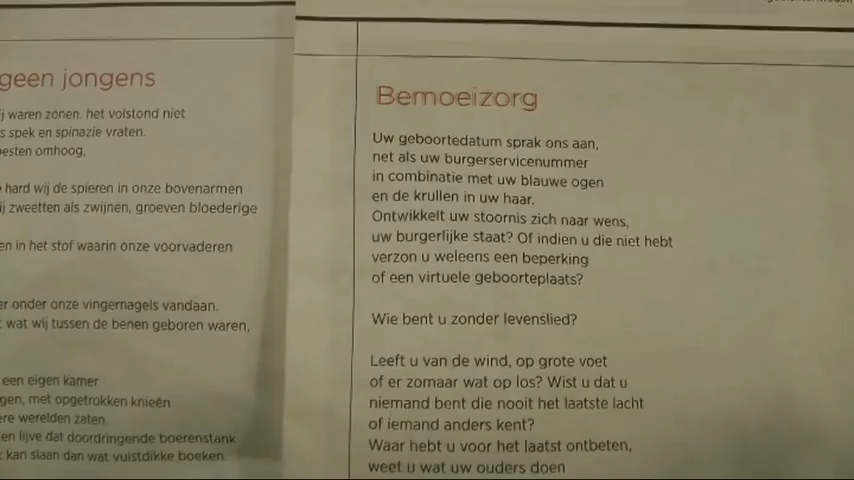 geen jongens
waren zonen. het volstond niet
spek en spinazie vraten.
omhoog,
hard wij de spieren in onze bovenarmen
zweetten als zwijnen, groeven bloederige
in het stof waarin onze voorvaderen
onder onze vingernagels vandaan.
wat wij tussen de benen geboren waren,
een eigen kamer
met opgetrokken knieën
werelden zaten.
lijve dat doordringende boerenstank
kan slaan dan wat vuistdikke boeken.
Bemoeizorg
Uw geboortedatum sprak ons aan,
net als uw burgerservicenummer
in combinatie met uw blauwe ogen
en de krullen in uw haar.
Ontwikkelt uw stoornis zich naar wens,
uw burgerlijke staat? Of indien u die niet hebt
verzon u weleens een beperking
of een virtuele geboorteplaats?
Wie bent u zonder levenslied?
Leeft u van de wind, op grote voet
of er zomaar wat op los? Wist u dat u
niemand bent die nooit het laatste lacht
of iemand anders kent?
Waar hebt u voor het laatst ontbeten,
weet u wat uw ouders doen